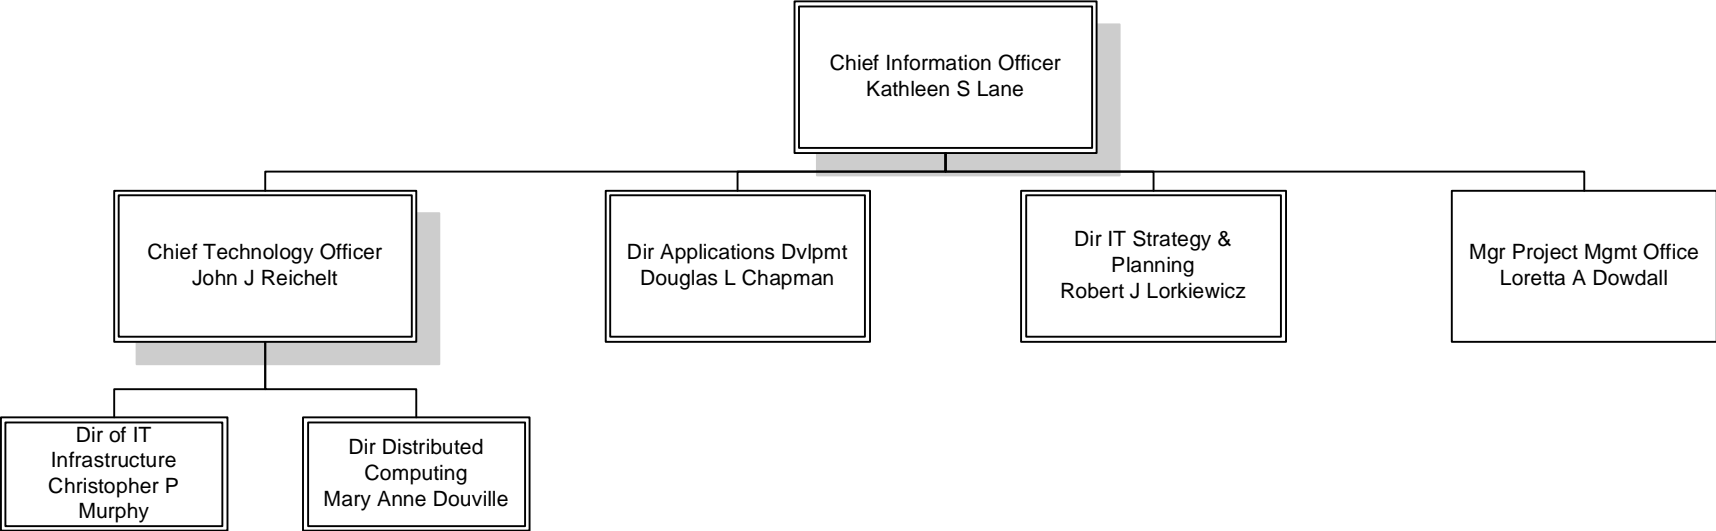 Chief Information Officer
Kathleen S Lane
Chief Technology Officer
John J Reichelt
Dir Applications Dvlpmt
Douglas L Chapman
Dir IT Strategy &
Planning
Robert J Lorkiewicz
Mgr Project Mgmt Office
Loretta A Dowdall
Dir of IT
Infrastructure
Christopher P
Murphy
Dir Distributed
Computing
Mary Anne Douville